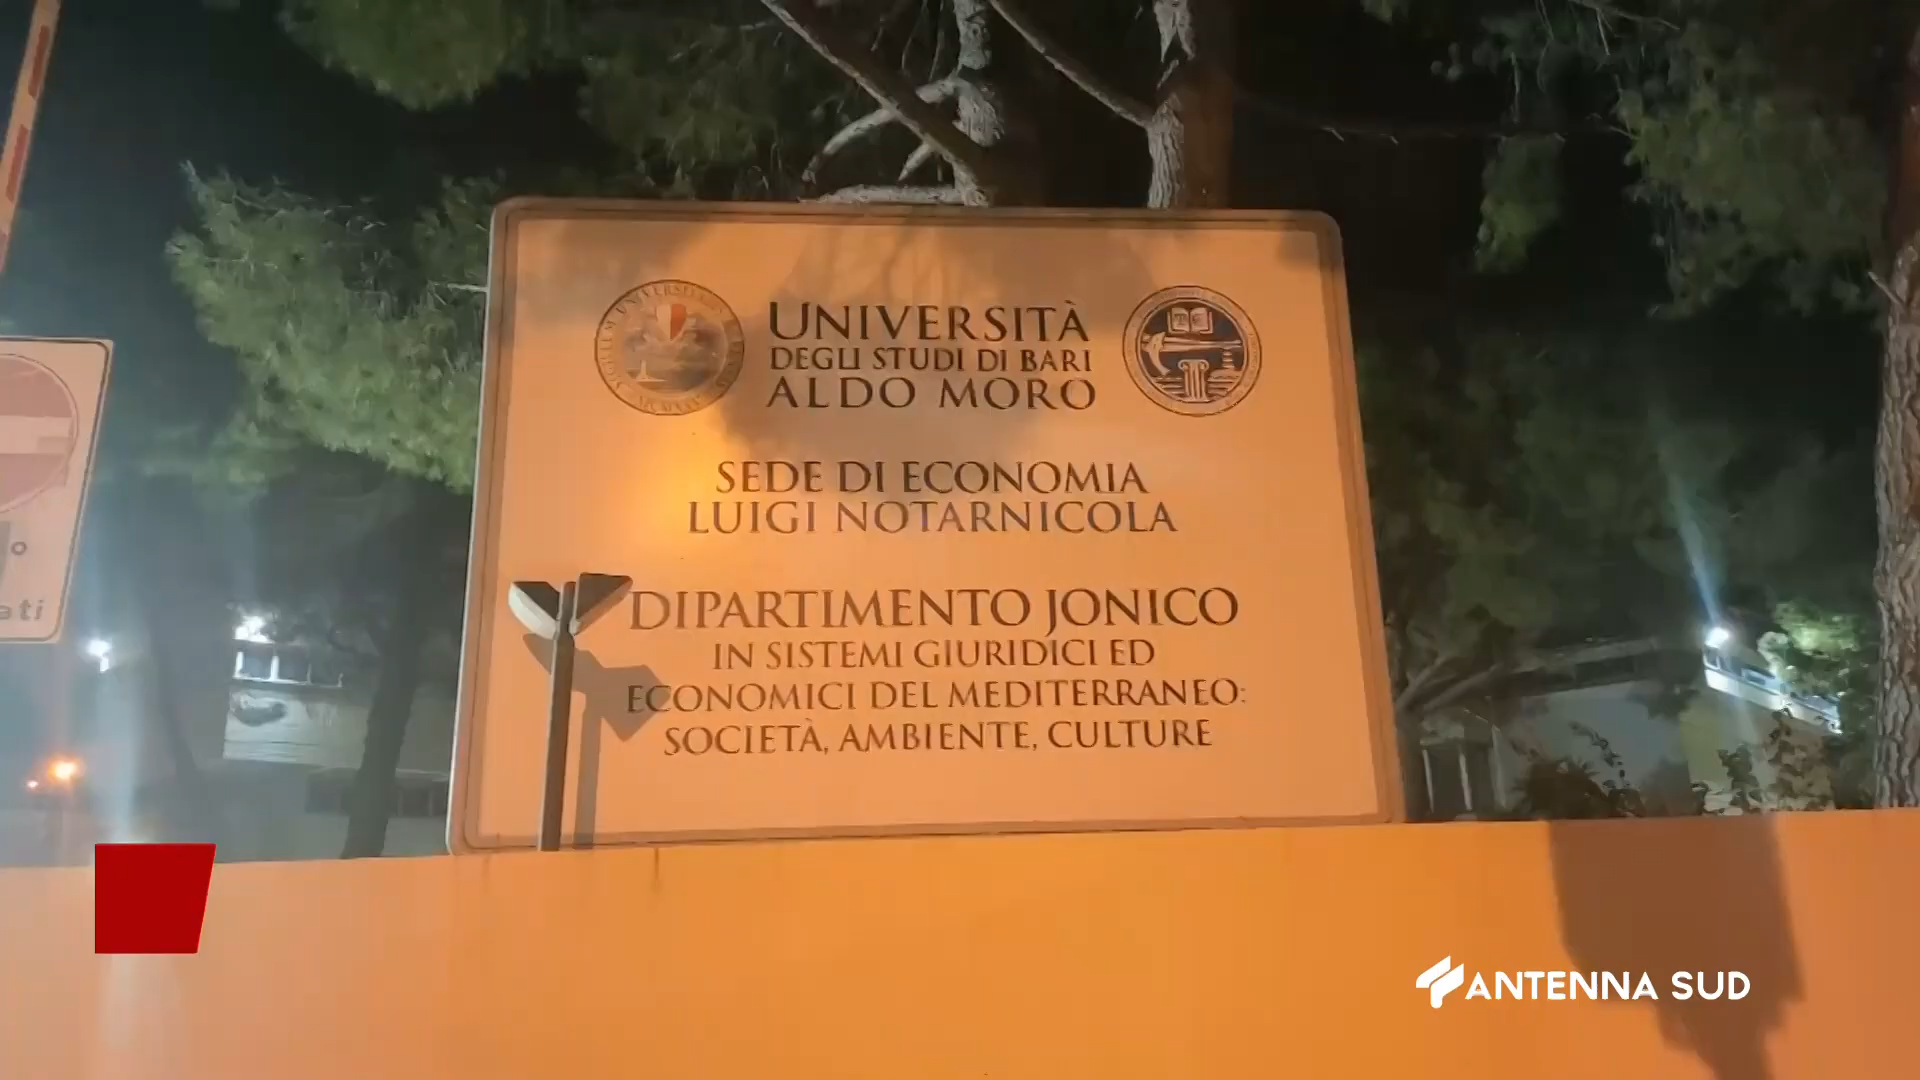 UNIVERSITÀ
DEGLI STUDI DI BARI
ALDO MORO
SEDE DI ECONOMIA
LUIGI NOTARNICOLA
DIPARTIMENTO JONICO
IN SISTEMI GIURIDICI ED
ECONOMICI DEL MEDITERRANEO:
SOCIETÀ, AMBIENTE, CULTURE
ANTENNA SUD